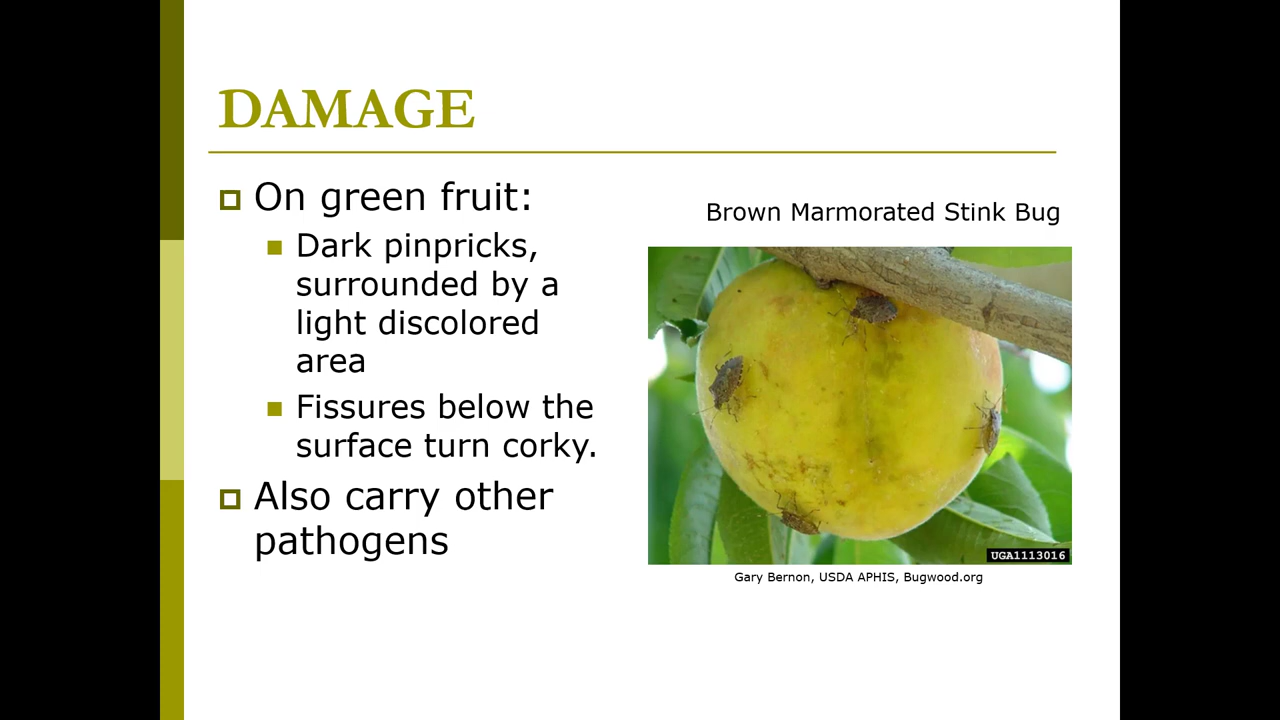 DAMAGE
On green fruit:
Dark pinpricks,
surrounded by a
light discolored
area
Fissures below the
surface turn corky.
Also carry other
pathogens
Brown Marmorated Stink Bug
UGA1113016
Gary Bernon, USDA APHIS, Bugwood.org